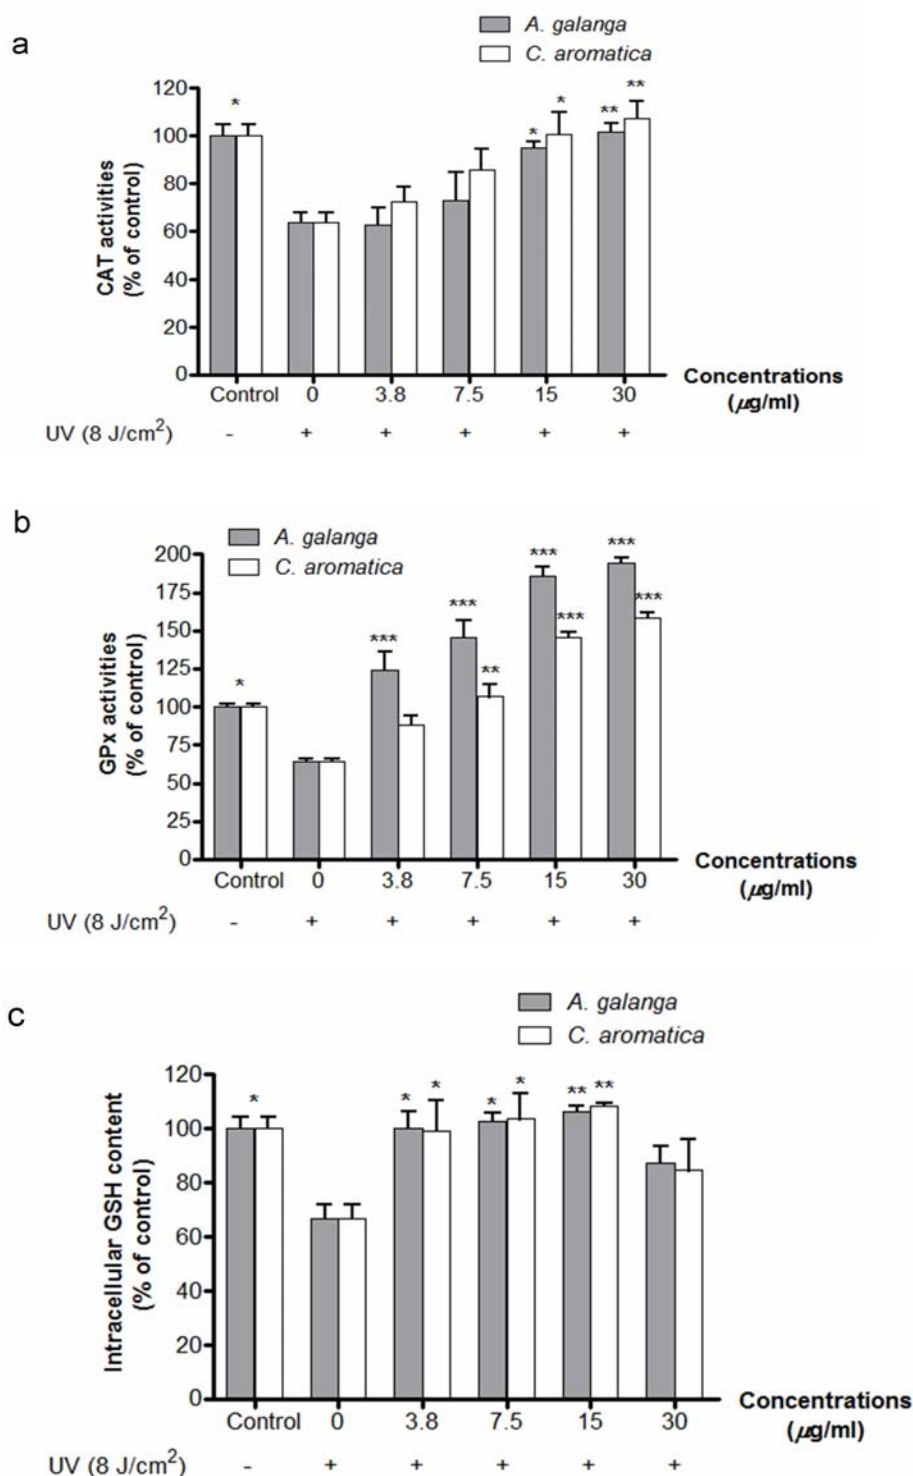 a
A. galanga
C. aromatica
CAT activities
(% of control)
120
100
80
60
40
20
0
* * * ** **
Control 0 3.8 7.5 15 30
Concentrations
(µg/ml)
UV (8 J/cm²) - + + + + +
b
A. galanga
C. aromatica
GPx activities
(% of control)
200
175
150
125
100
75
50
25
0
* *** *** ** *** *** *** ***
Control 0 3.8 7.5 15 30
Concentrations
(µg/ml)
UV (8 J/cm²) - + + + + +
c
A. galanga
C. aromatica
Intracellular GSH content
(% of control)
120
100
80
60
40
20
0
* * * * * ** **
Control 0 3.8 7.5 15 30
Concentrations
(µg/ml)
UV (8 J/cm²) - + + + + +